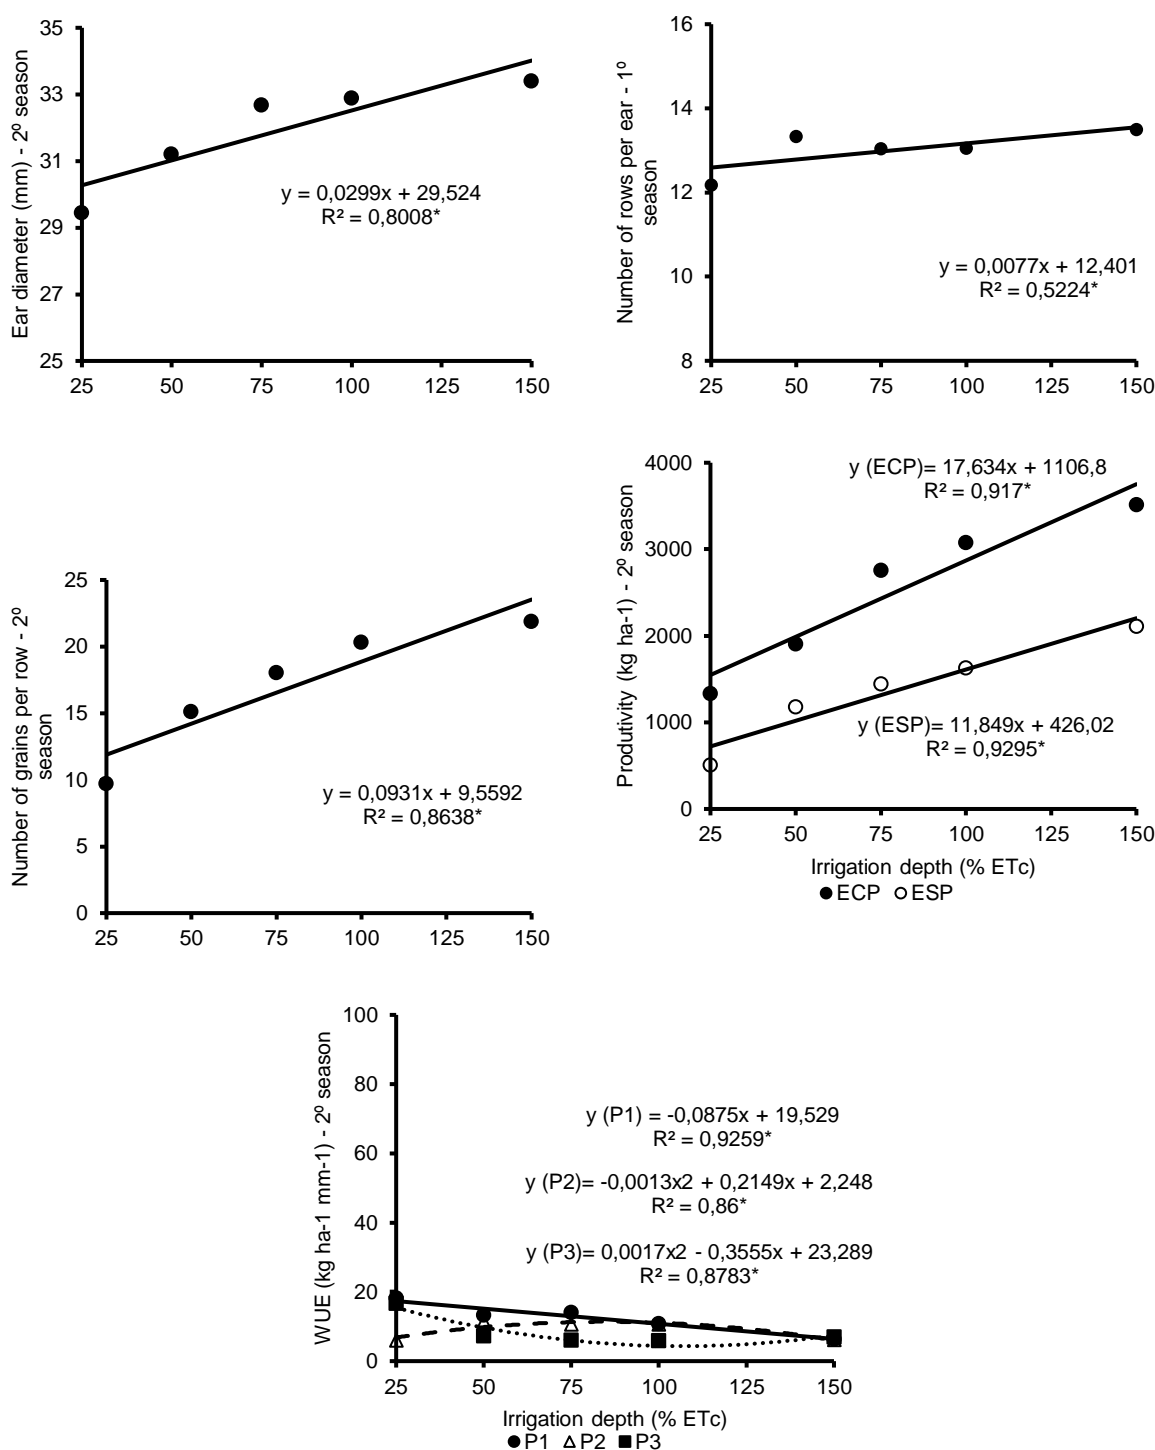 Ear diameter (mm) - 2º season
35
33
31
29
27
25
25 50 75 100 125 150
y = 0,0299x + 29,524
R² = 0,8008*
Number of rows per ear - 1º
season
16
14
12
10
8
25 50 75 100 125 150
y = 0,0077x + 12,401
R² = 0,5224*
Number of grains per row - 2º
season
25
20
15
10
5
0
25 50 75 100 125 150
y = 0,0931x + 9,5592
R² = 0,8638*
Produtivity (kg ha-1) - 2º season
4000
3000
2000
1000
0
25 50 75 100 125 150
y (ECP)= 17,634x + 1106,8
R² = 0,917*
y (ESP)= 11,849x + 426,02
R² = 0,9295*
Irrigation depth (% ETc)
ECP ESP
WUE (kg ha-1 mm-1) - 2º season
100
80
60
40
20
0
25 50 75 100 125 150
y (P1) = -0,0875x + 19,529
R² = 0,9259*
y (P2)= -0,0013x2 + 0,2149x + 2,248
R² = 0,86*
y (P3)= 0,0017x2 - 0,3555x + 23,289
R² = 0,8783*
Irrigation depth (% ETc)
P1 P2 P3